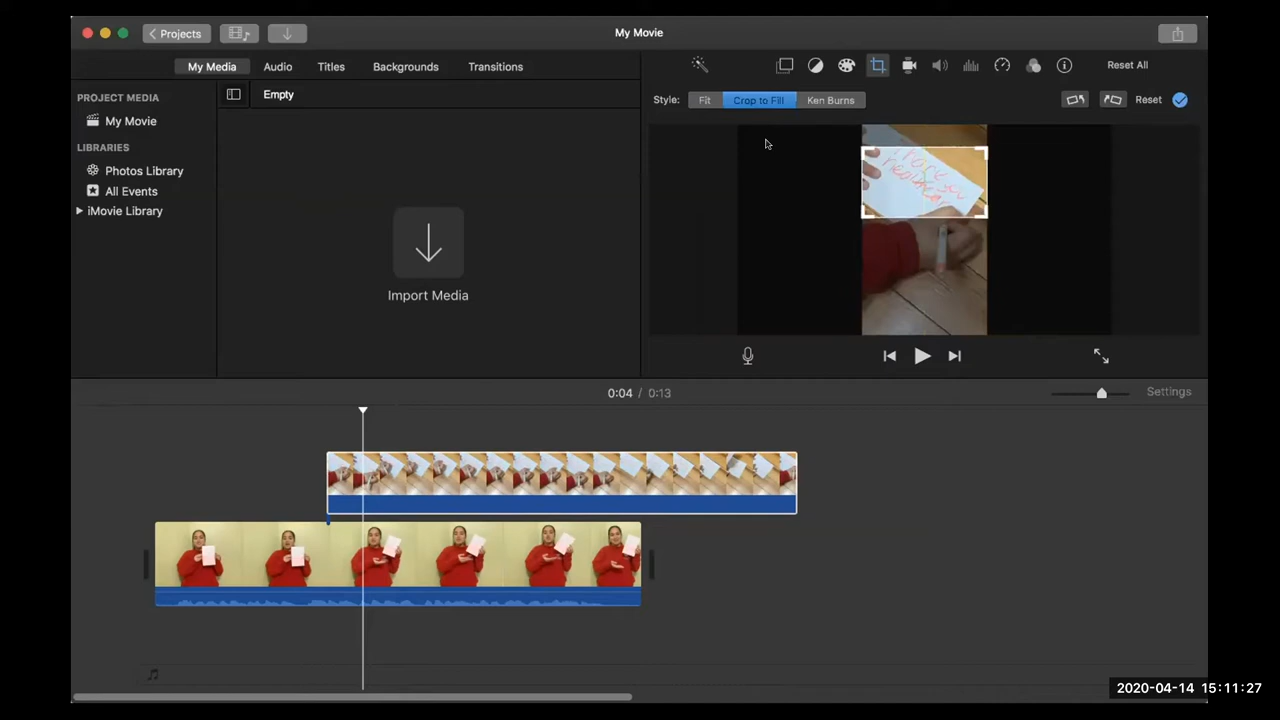 Projects
My Movie
My Media
Audio
Titles
Backgrounds
Transitions
Reset All
PROJECT MEDIA
My Movie
LIBRARIES
Photos Library
All Events
iMovie Library
Empty
Import Media
Style:
Fit
Crop to Fill
Ken Burns
Reset
have you
0:04 / 0:13
Settings
2020-04-14 15:11:27